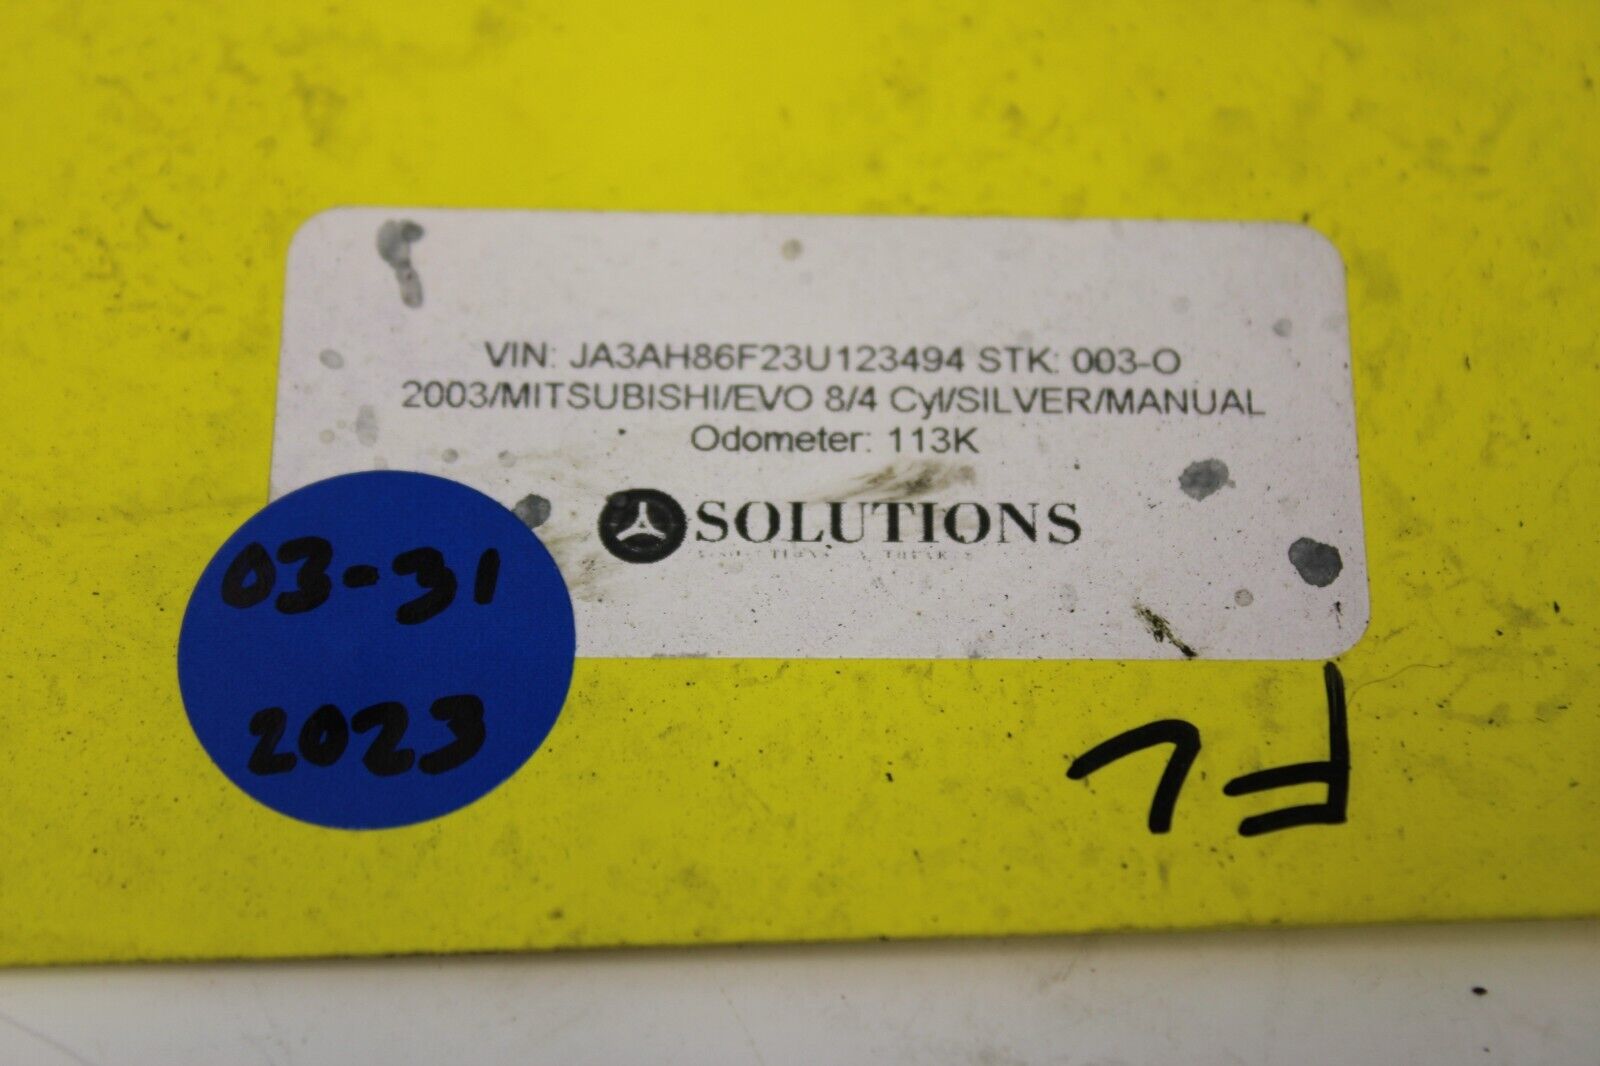 VIN: JA3AH86F23U123494 STK: 003-O
2003/MITSUBISHI/EVO 8/4 Cyl/SILVER/MANUAL
Odometer: 113K
SOLUTIONS
03-31
2023
FL